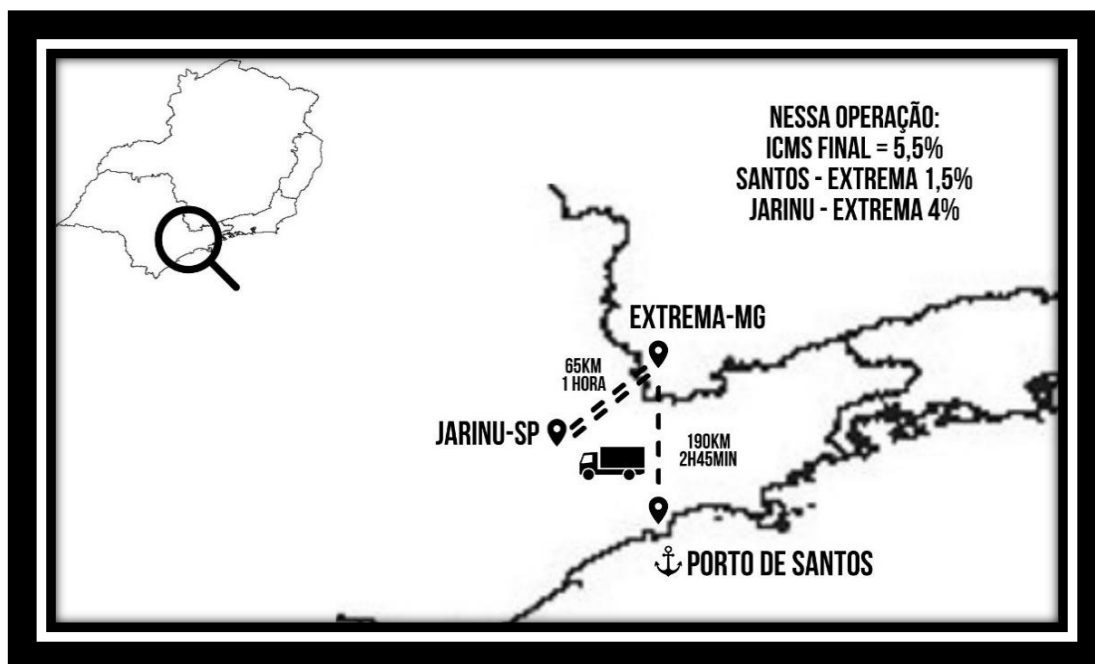 NESSA OPERAÇÃO:
ICMS FINAL = 5,5%
SANTOS - EXTREMA 1,5%
JARINU - EXTREMA 4%
EXTREMA-MG
65KM
1 HORA
JARINU-SP
190KM
2H45MIN
PORTO DE SANTOS